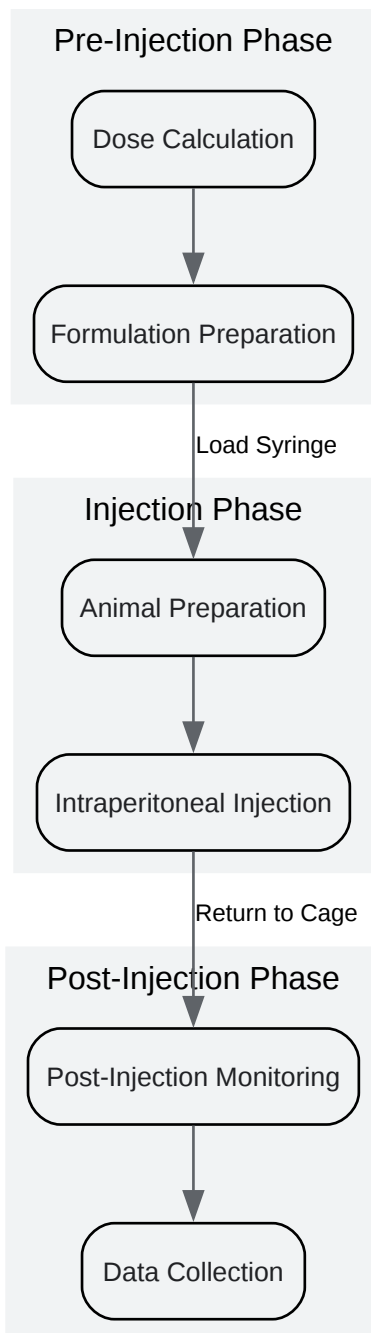 Pre-Injection Phase
Dose Calculation
Formulation Preparation
Load Syringe
Injection Phase
Animal Preparation
Intraperitoneal Injection
Return to Cage
Post-Injection Phase
Post-Injection Monitoring
Data Collection